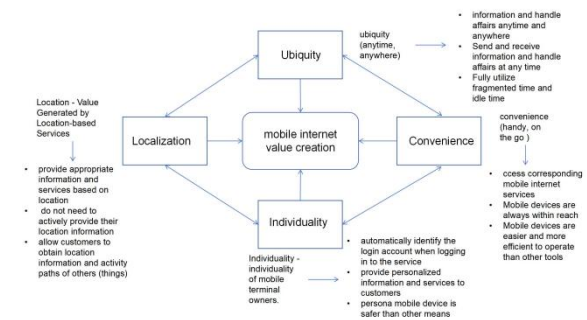 information and handle
affairs anytime and
anywhere
Send and receive
information and handle
affairs at any time
Fully utilize
fragmented time and
idle time
ubiquity
(anytime,
anywhere)
Ubiquity
Location - Value
Generated by
Location-based
Services
provide appropriate
information and
services based on
location
do not need to
actively provide their
location information
allow customers to
obtain location
information and activity
paths of others (things)
Localization
mobile internet
value creation
Convenience
convenience
(handy, on
the go )
ccess corresponding
mobile internet
services
Mobile devices are
always within reach
Mobile devices are
easier and more
efficient to operate
than other tools
Individuality
Individuality -
individuality
of mobile
terminal
owners.
automatically identify the
login account when logging
in to the service
provide personalized
information and services to
customers
persona mobile device is
safer than other means